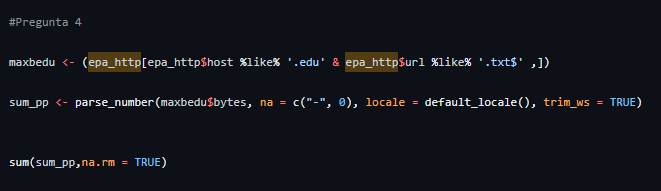 #Pregunta 4
maxbedu <- (epa_http[epa_http$host %like% '.edu' & epa_http$url %like% '.txt$' ,])
sum_pp <- parse_number(maxbedu$bytes, na = c("-", 0), locale = default_locale(), trim_ws = TRUE)
sum(sum_pp,na.rm = TRUE)